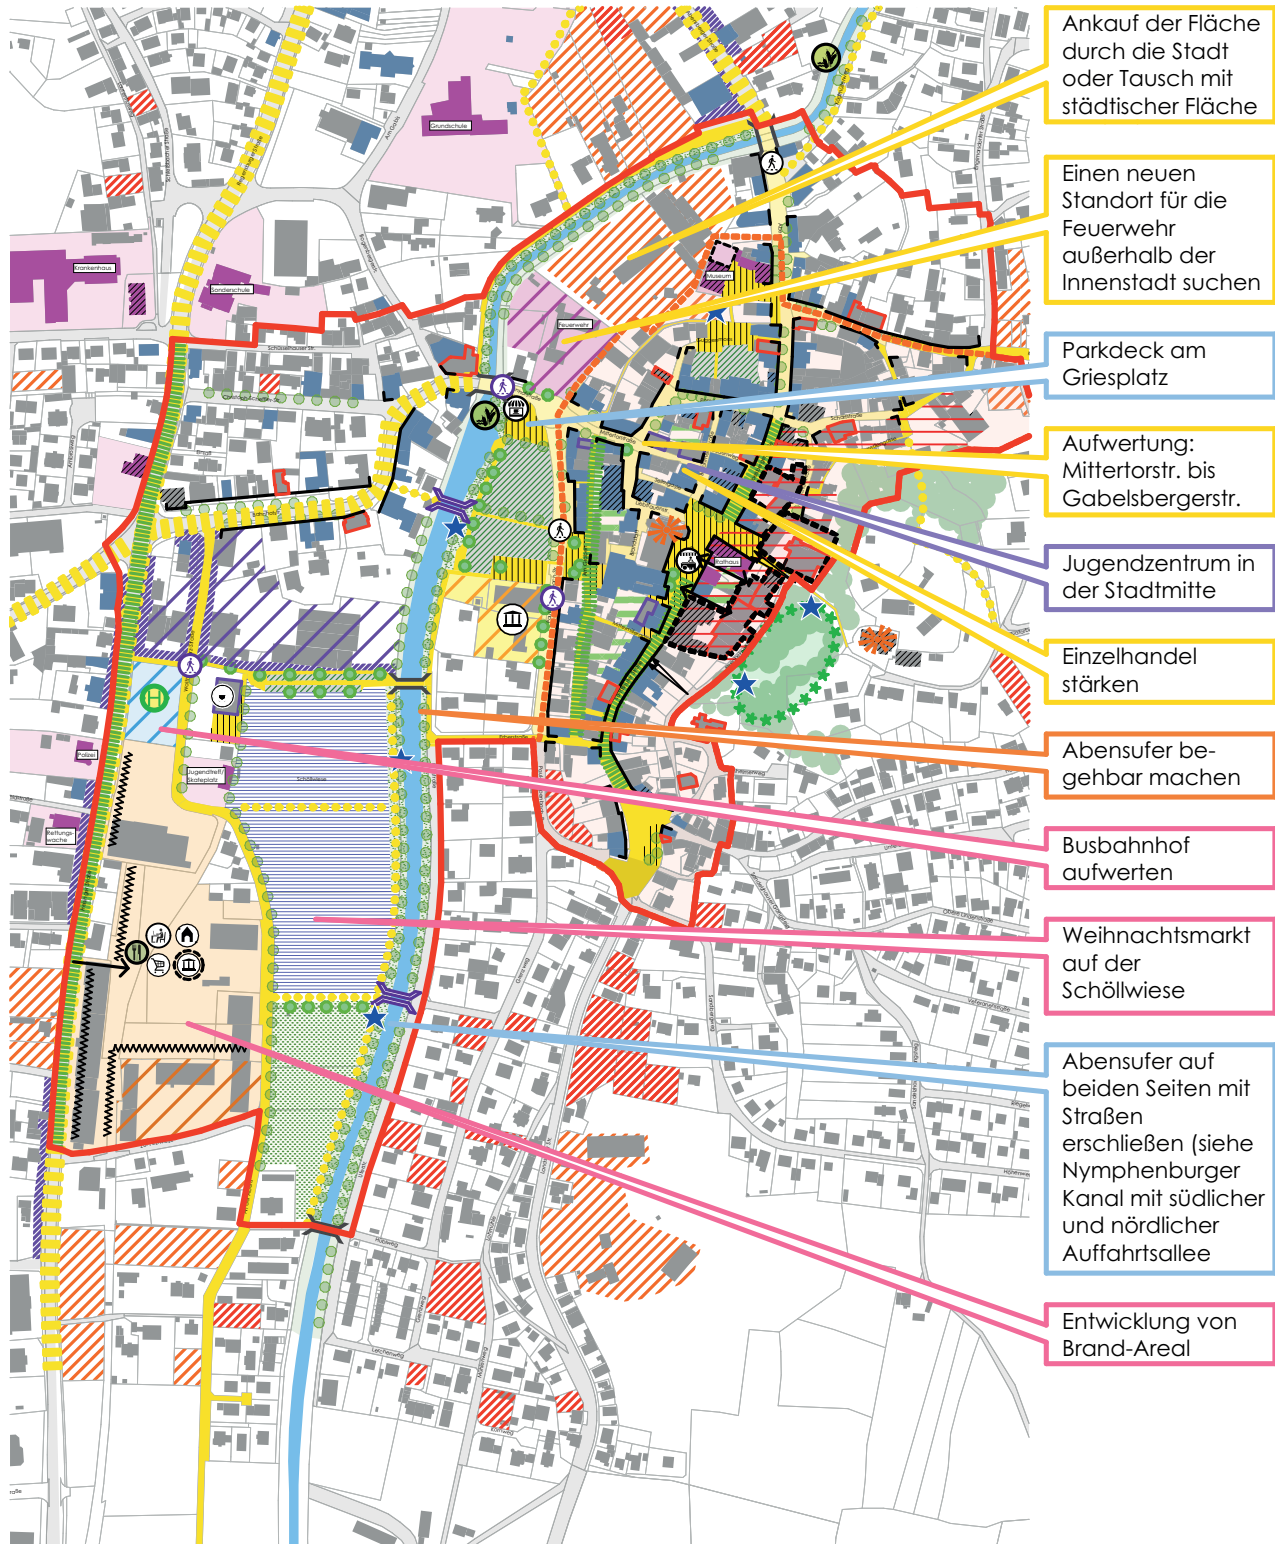 Ankauf der Fläche
durch die Stadt
oder Tausch mit
städtischer Fläche
Einen neuen
Standort für die
Feuerwehr
außerhalb der
Innenstadt suchen
Parkdeck am
Griesplatz
Aufwertung:
Mittertorstr. bis
Gabelsbergerstr.
Jugendzentrum in
der Stadtmitte
Einzelhandel
stärken
Abensufer be-
gehbar machen
Busbahnhof
aufwerten
Weihnachtsmarkt
auf der
Schöllwiese
Abensufer auf
beiden Seiten mit
Straßen
erschließen (siehe
Nymphenburger
Kanal mit südlicher
und nördlicher
Auffahrtsallee
Entwicklung von
Brand-Areal
Grundschule
Krankenhaus
Sonderschule
Museum
Feuerwehr
Rathaus
Polizei
Jugendtreff/
Skateplatz
Schöllwiese
Rettungs-
wache
H